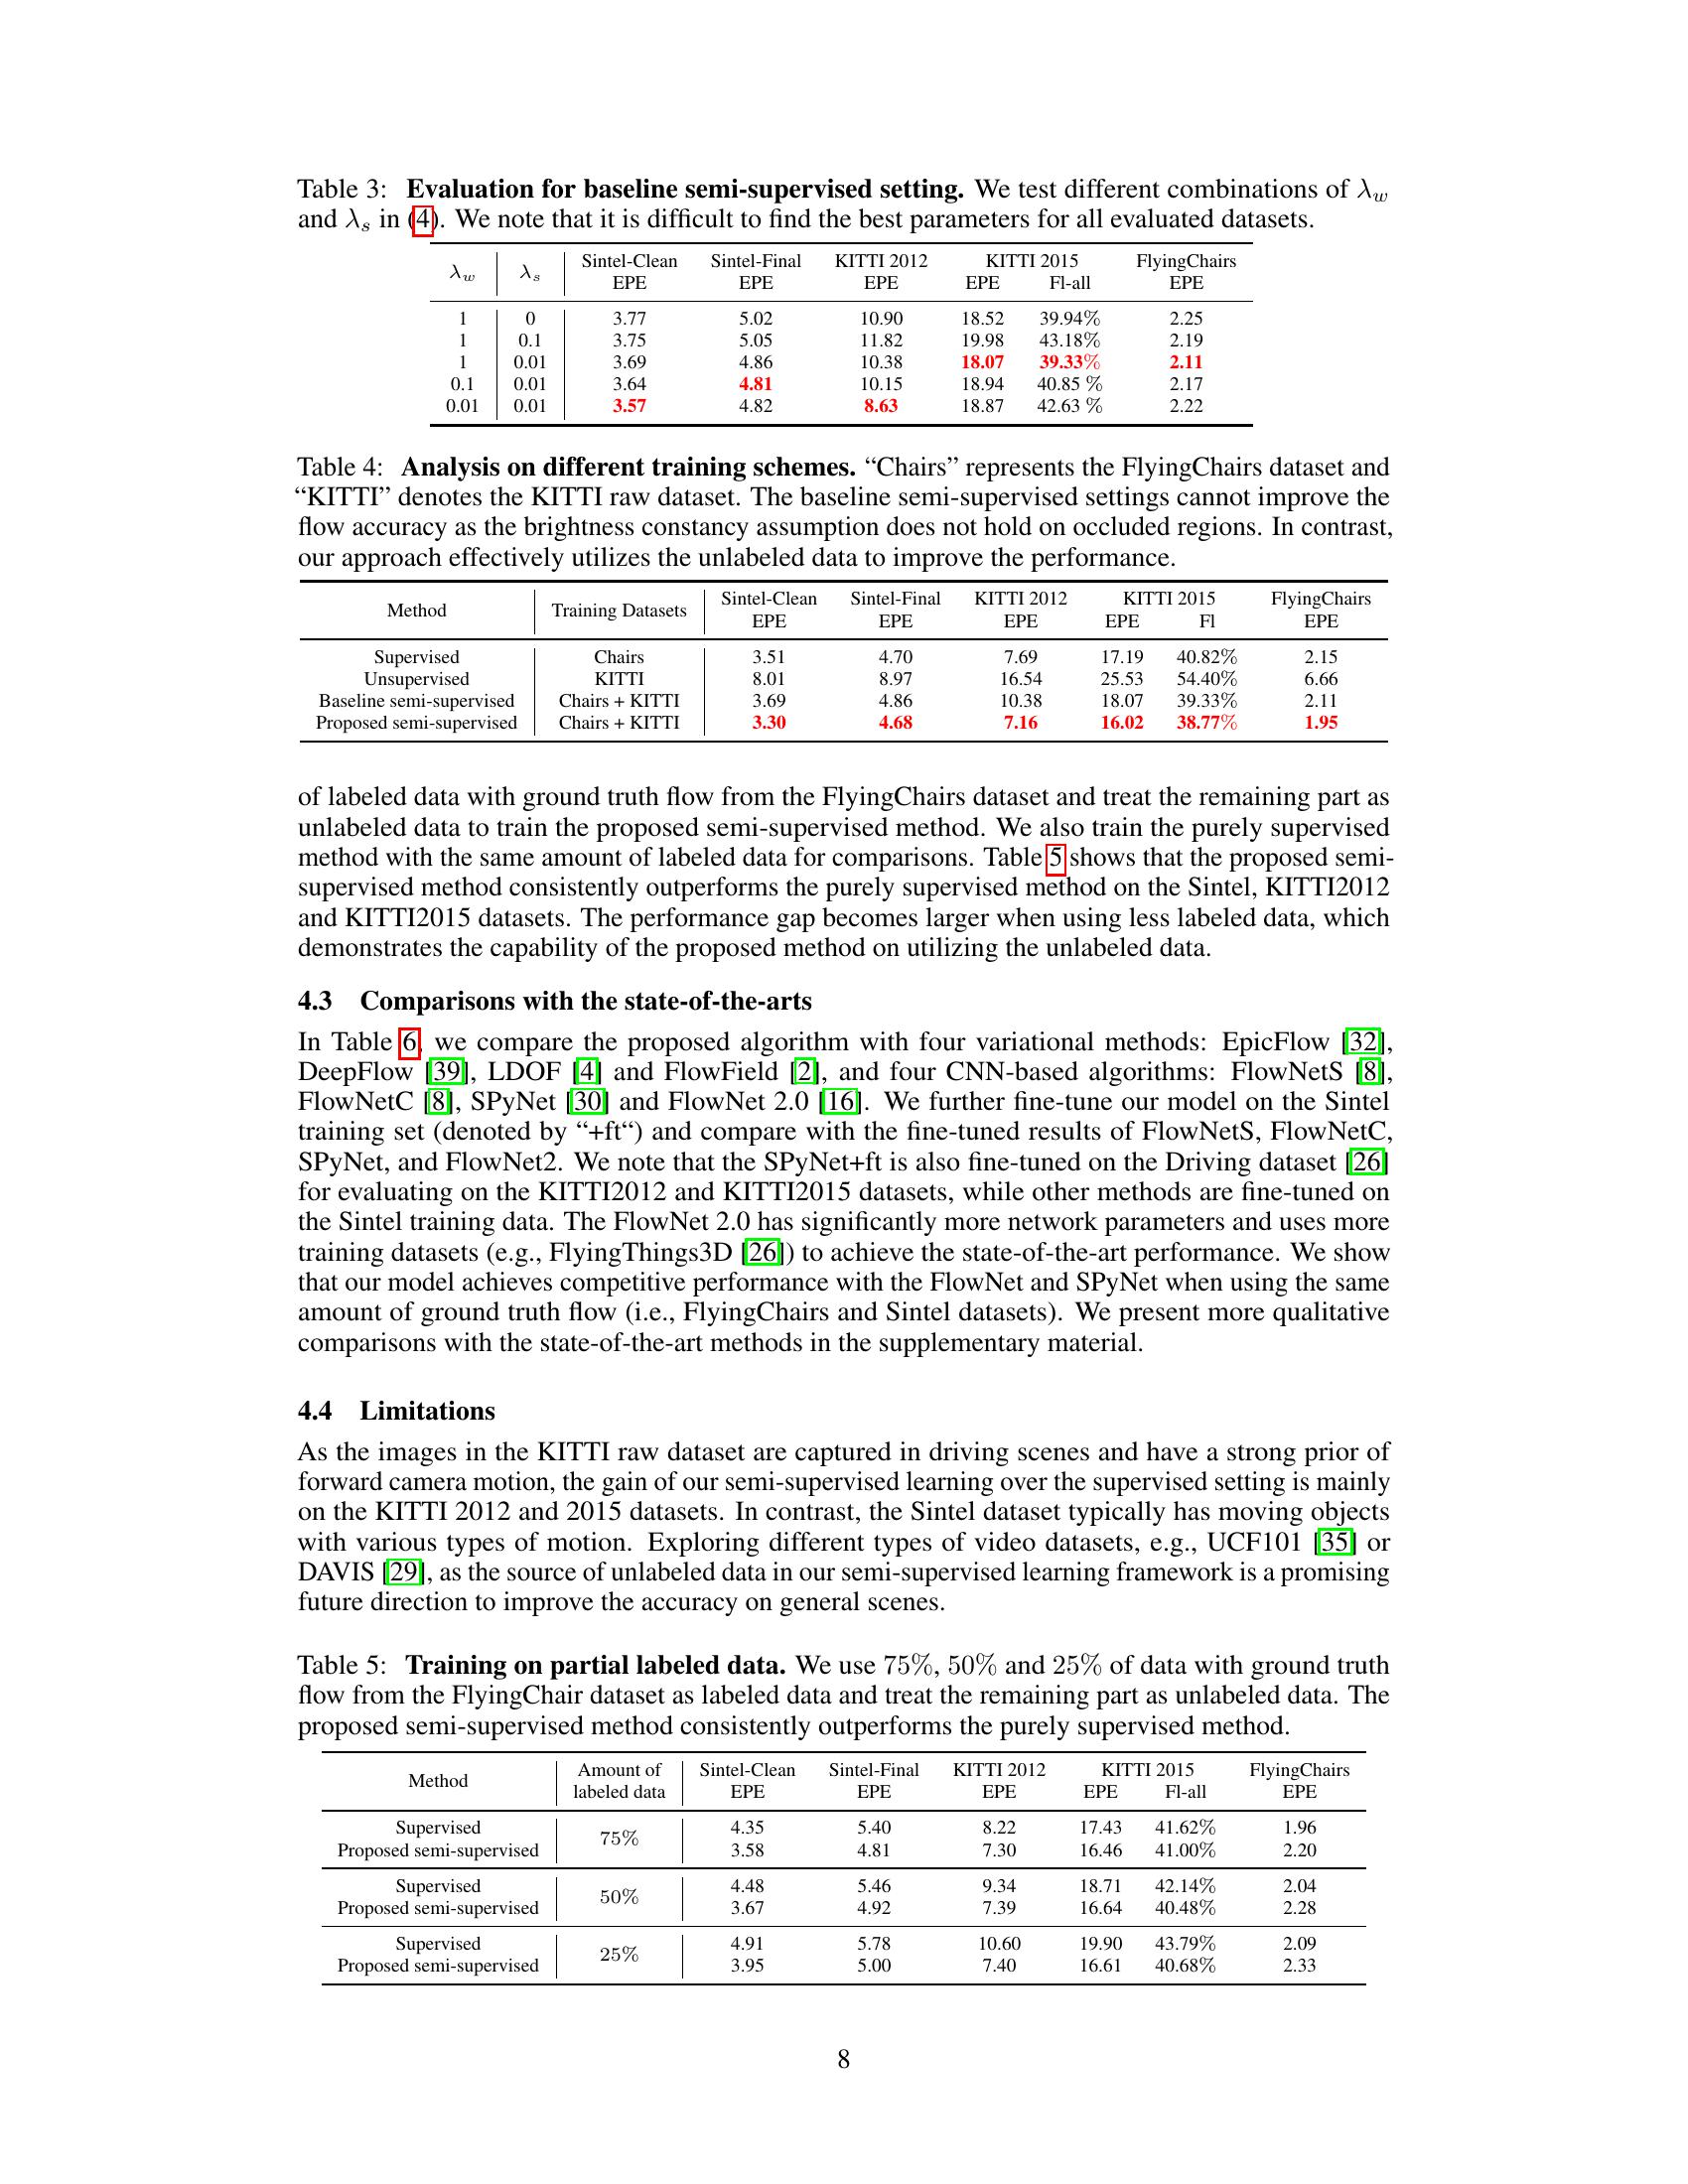 Table 3: Evaluation for baseline semi-supervised setting. We test different combinations of λw
and λs in (4). We note that it is difficult to find the best parameters for all evaluated datasets.
λw λs Sintel-Clean Sintel-Final KITTI 2012 KITTI 2015 FlyingChairs
EPE EPE EPE EPE Fl-all EPE
1 0 3.77 5.02 10.90 18.52 39.94% 2.25
1 0.1 3.75 5.05 11.82 19.98 43.18% 2.19
1 0.01 3.69 4.86 10.38 18.07 39.33% 2.11
0.1 0.01 3.64 4.81 10.15 18.94 40.85 % 2.17
0.01 0.01 3.57 4.82 8.63 18.87 42.63 % 2.22
Table 4: Analysis on different training schemes. “Chairs” represents the FlyingChairs dataset and
“KITTI” denotes the KITTI raw dataset. The baseline semi-supervised settings cannot improve the
flow accuracy as the brightness constancy assumption does not hold on occluded regions. In contrast,
our approach effectively utilizes the unlabeled data to improve the performance.
Method Training Datasets Sintel-Clean Sintel-Final KITTI 2012 KITTI 2015 FlyingChairs
EPE EPE EPE EPE Fl EPE
Supervised Chairs 3.51 4.70 7.69 17.19 40.82% 2.15
Unsupervised KITTI 8.01 8.97 16.54 25.53 54.40% 6.66
Baseline semi-supervised Chairs + KITTI 3.69 4.86 10.38 18.07 39.33% 2.11
Proposed semi-supervised Chairs + KITTI 3.30 4.68 7.16 16.02 38.77% 1.95
of labeled data with ground truth flow from the FlyingChairs dataset and treat the remaining part as
unlabeled data to train the proposed semi-supervised method. We also train the purely supervised
method with the same amount of labeled data for comparisons. Table 5 shows that the proposed semi-
supervised method consistently outperforms the purely supervised method on the Sintel, KITTI2012
and KITTI2015 datasets. The performance gap becomes larger when using less labeled data, which
demonstrates the capability of the proposed method on utilizing the unlabeled data.
4.3 Comparisons with the state-of-the-arts
In Table 6, we compare the proposed algorithm with four variational methods: EpicFlow [32],
DeepFlow [39], LDOF [4] and FlowField [2], and four CNN-based algorithms: FlowNetS [8],
FlowNetC [8], SPyNet [30] and FlowNet 2.0 [16]. We further fine-tune our model on the Sintel
training set (denoted by “+ft“) and compare with the fine-tuned results of FlowNetS, FlowNetC,
SPyNet, and FlowNet2. We note that the SPyNet+ft is also fine-tuned on the Driving dataset [26]
for evaluating on the KITTI2012 and KITTI2015 datasets, while other methods are fine-tuned on
the Sintel training data. The FlowNet 2.0 has significantly more network parameters and uses more
training datasets (e.g., FlyingThings3D [26]) to achieve the state-of-the-art performance. We show
that our model achieves competitive performance with the FlowNet and SPyNet when using the same
amount of ground truth flow (i.e., FlyingChairs and Sintel datasets). We present more qualitative
comparisons with the state-of-the-art methods in the supplementary material.
4.4 Limitations
As the images in the KITTI raw dataset are captured in driving scenes and have a strong prior of
forward camera motion, the gain of our semi-supervised learning over the supervised setting is mainly
on the KITTI 2012 and 2015 datasets. In contrast, the Sintel dataset typically has moving objects
with various types of motion. Exploring different types of video datasets, e.g., UCF101 [35] or
DAVIS [29], as the source of unlabeled data in our semi-supervised learning framework is a promising
future direction to improve the accuracy on general scenes.
Table 5: Training on partial labeled data. We use 75%, 50% and 25% of data with ground truth
flow from the FlyingChair dataset as labeled data and treat the remaining part as unlabeled data. The
proposed semi-supervised method consistently outperforms the purely supervised method.
Method Amount of labeled data Sintel-Clean Sintel-Final KITTI 2012 KITTI 2015 FlyingChairs
EPE EPE EPE EPE Fl-all EPE
Supervised 75% 4.35 5.40 8.22 17.43 41.62% 1.96
Proposed semi-supervised 3.58 4.81 7.30 16.46 41.00% 2.20
Supervised 50% 4.48 5.46 9.34 18.71 42.14% 2.04
Proposed semi-supervised 3.67 4.92 7.39 16.64 40.48% 2.28
Supervised 25% 4.91 5.78 10.60 19.90 43.79% 2.09
Proposed semi-supervised 3.95 5.00 7.40 16.61 40.68% 2.33
8